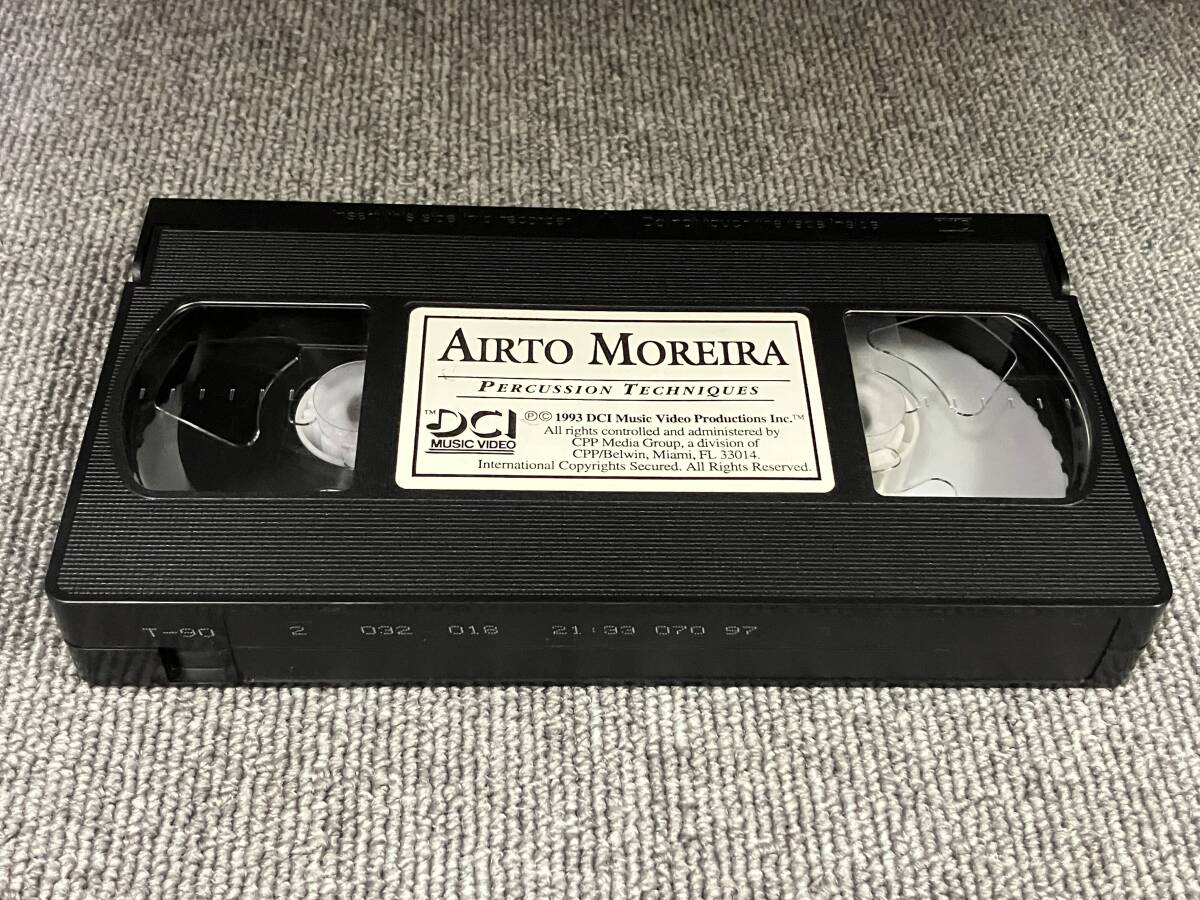 Insert this side into recorder Do not touch the tape inside
AIRTO MOREIRA
PERCUSSION TECHNIQUES
™DCI
MUSIC VIDEO
℗© 1993 DCI Music Video Productions Inc.™
All rights controlled and administered by
CPP Media Group, a division of
CPP/Belwin, Miami, FL 33014.
International Copyrights Secured. All Rights Reserved.
T-90 2 032 018 21:33 070 97